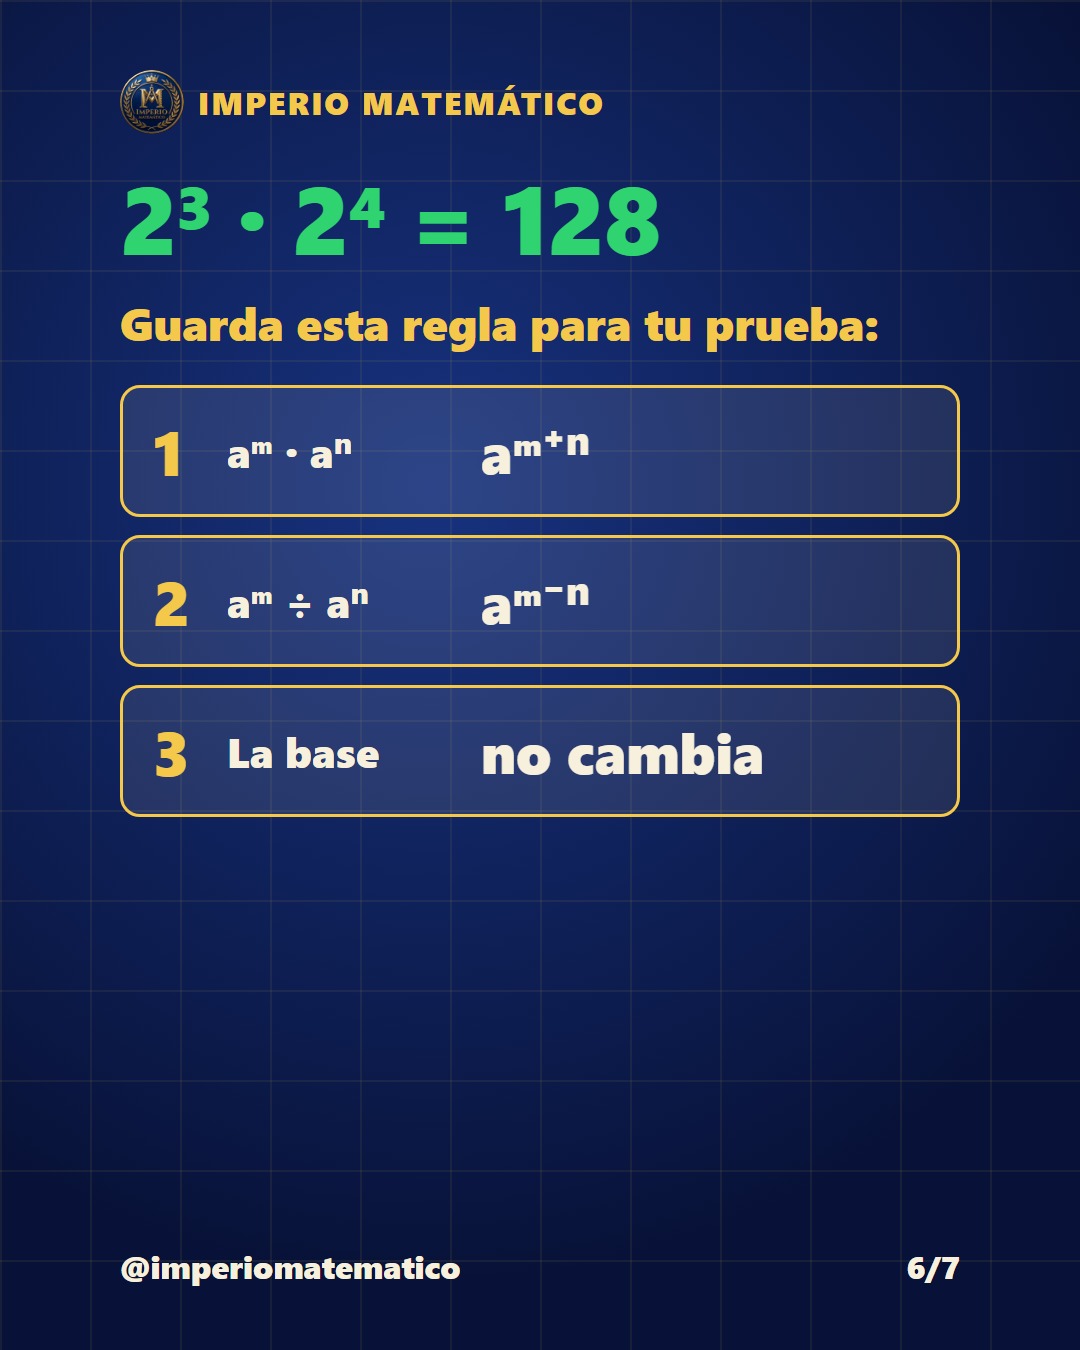 IMPERIO MATEMÁTICO
2³ · 2⁴ = 128
Guarda esta regla para tu prueba:
1 aᵐ · aⁿ aᵐ⁺ⁿ
2 aᵐ ÷ aⁿ aᵐ⁻ⁿ
3 La base no cambia
@imperiomatematico 6/7